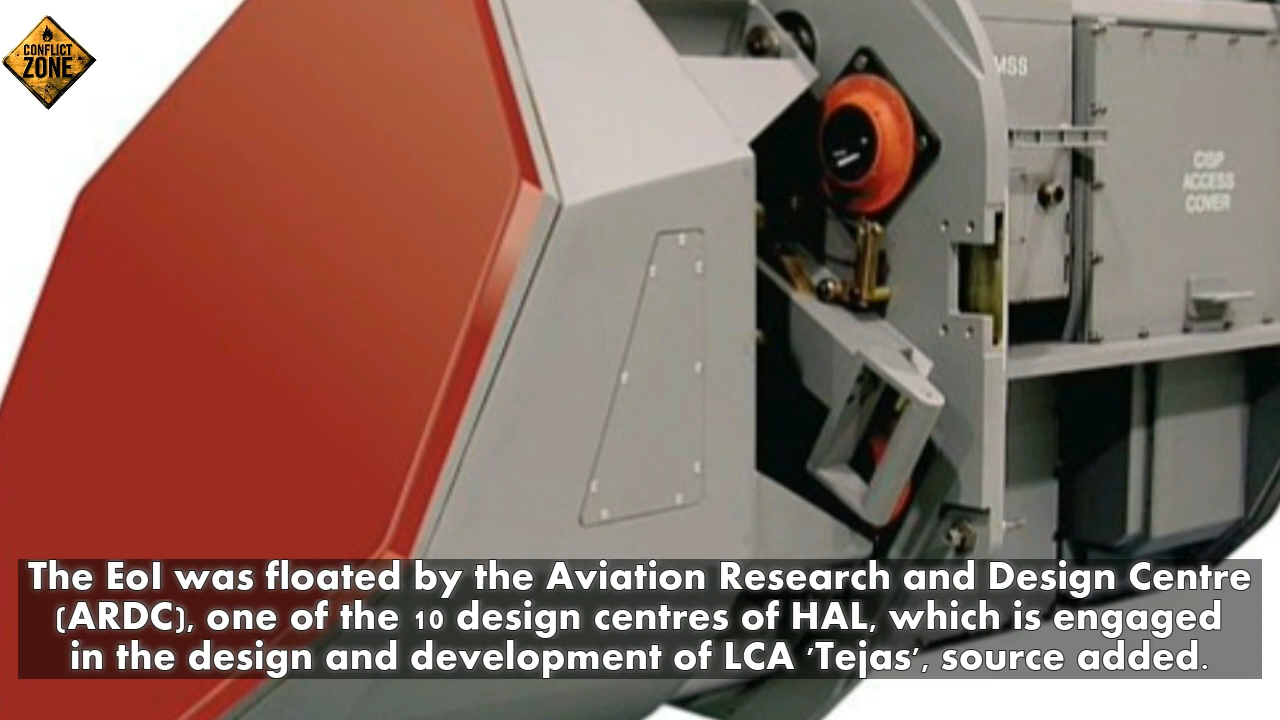 CONFLICT
ZONE
MSS
CISP
ACCESS
COVER
The EoI was floated by the Aviation Research and Design Centre
(ARDC), one of the 10 design centres of HAL, which is engaged
in the design and development of LCA 'Tejas', source added.